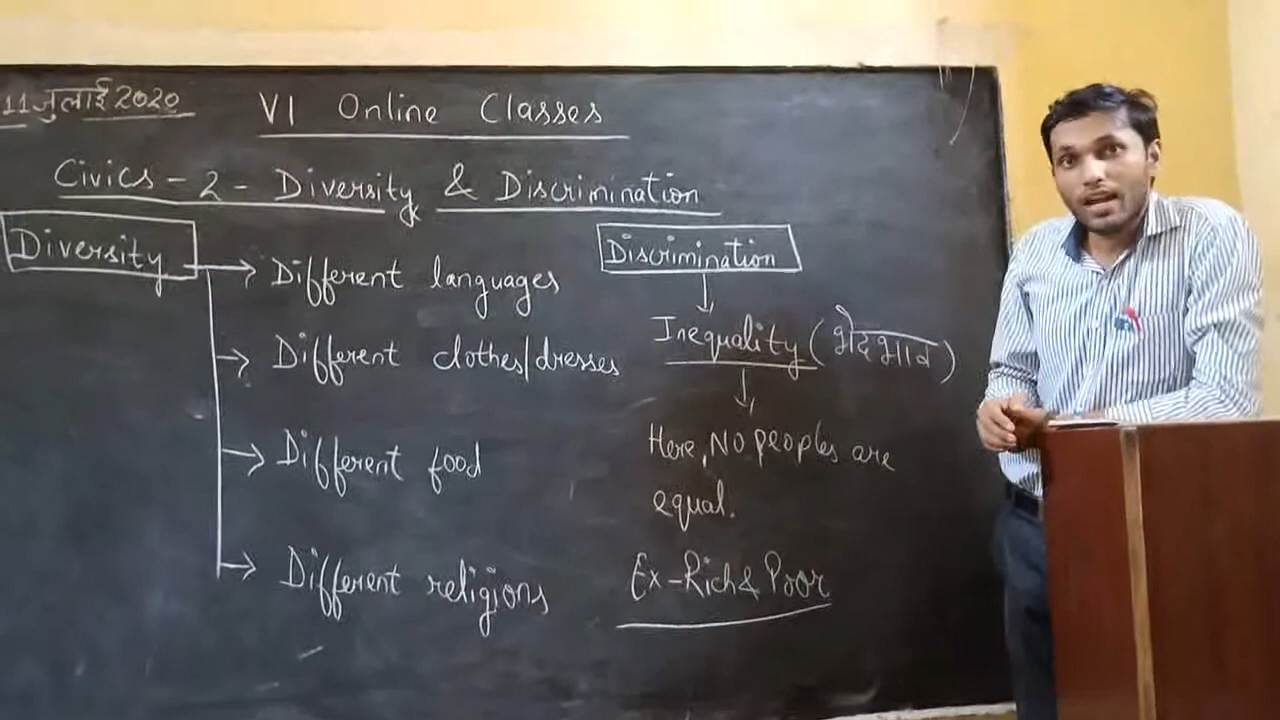 11 जुलाई 2020
VI Online Classes
Civics - 2 - Diversity & Discrimination
Diversity
Different languages
Different clothes/dresses
Different food
Different religions
Discrimination
Inequality (भेदभाव)
Here, No peoples are
equal.
Ex-Rich & Poor